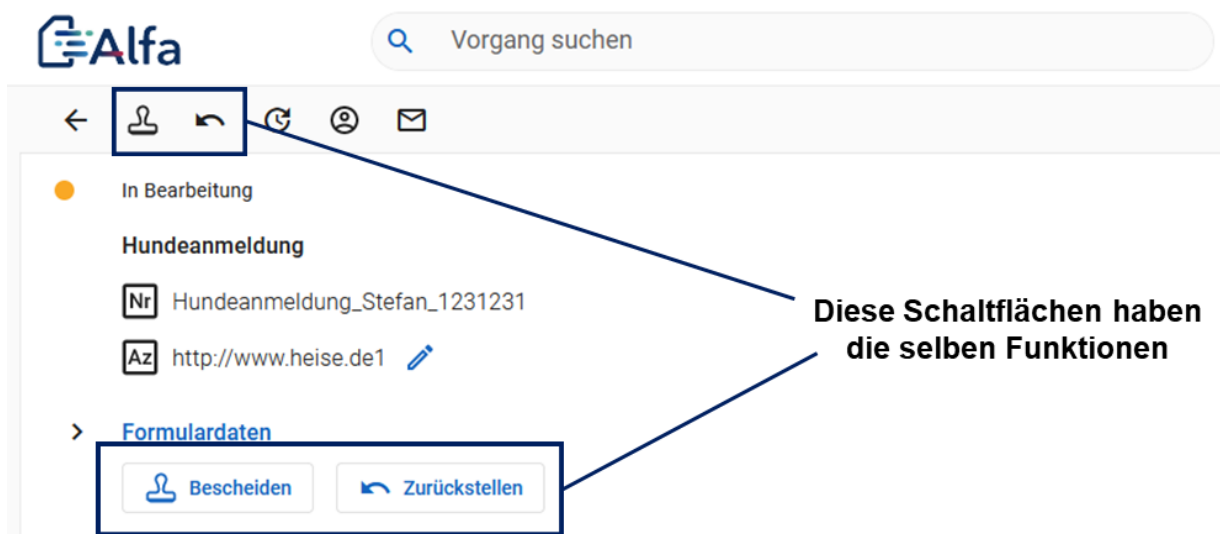 Alfa
Vorgang suchen
In Bearbeitung
Hundeanmeldung
Nr Hundeanmeldung_Stefan_1231231
Az http://www.heise.de1
Diese Schaltflächen haben
die selben Funktionen
Formulardaten
Bescheiden Zurückstellen